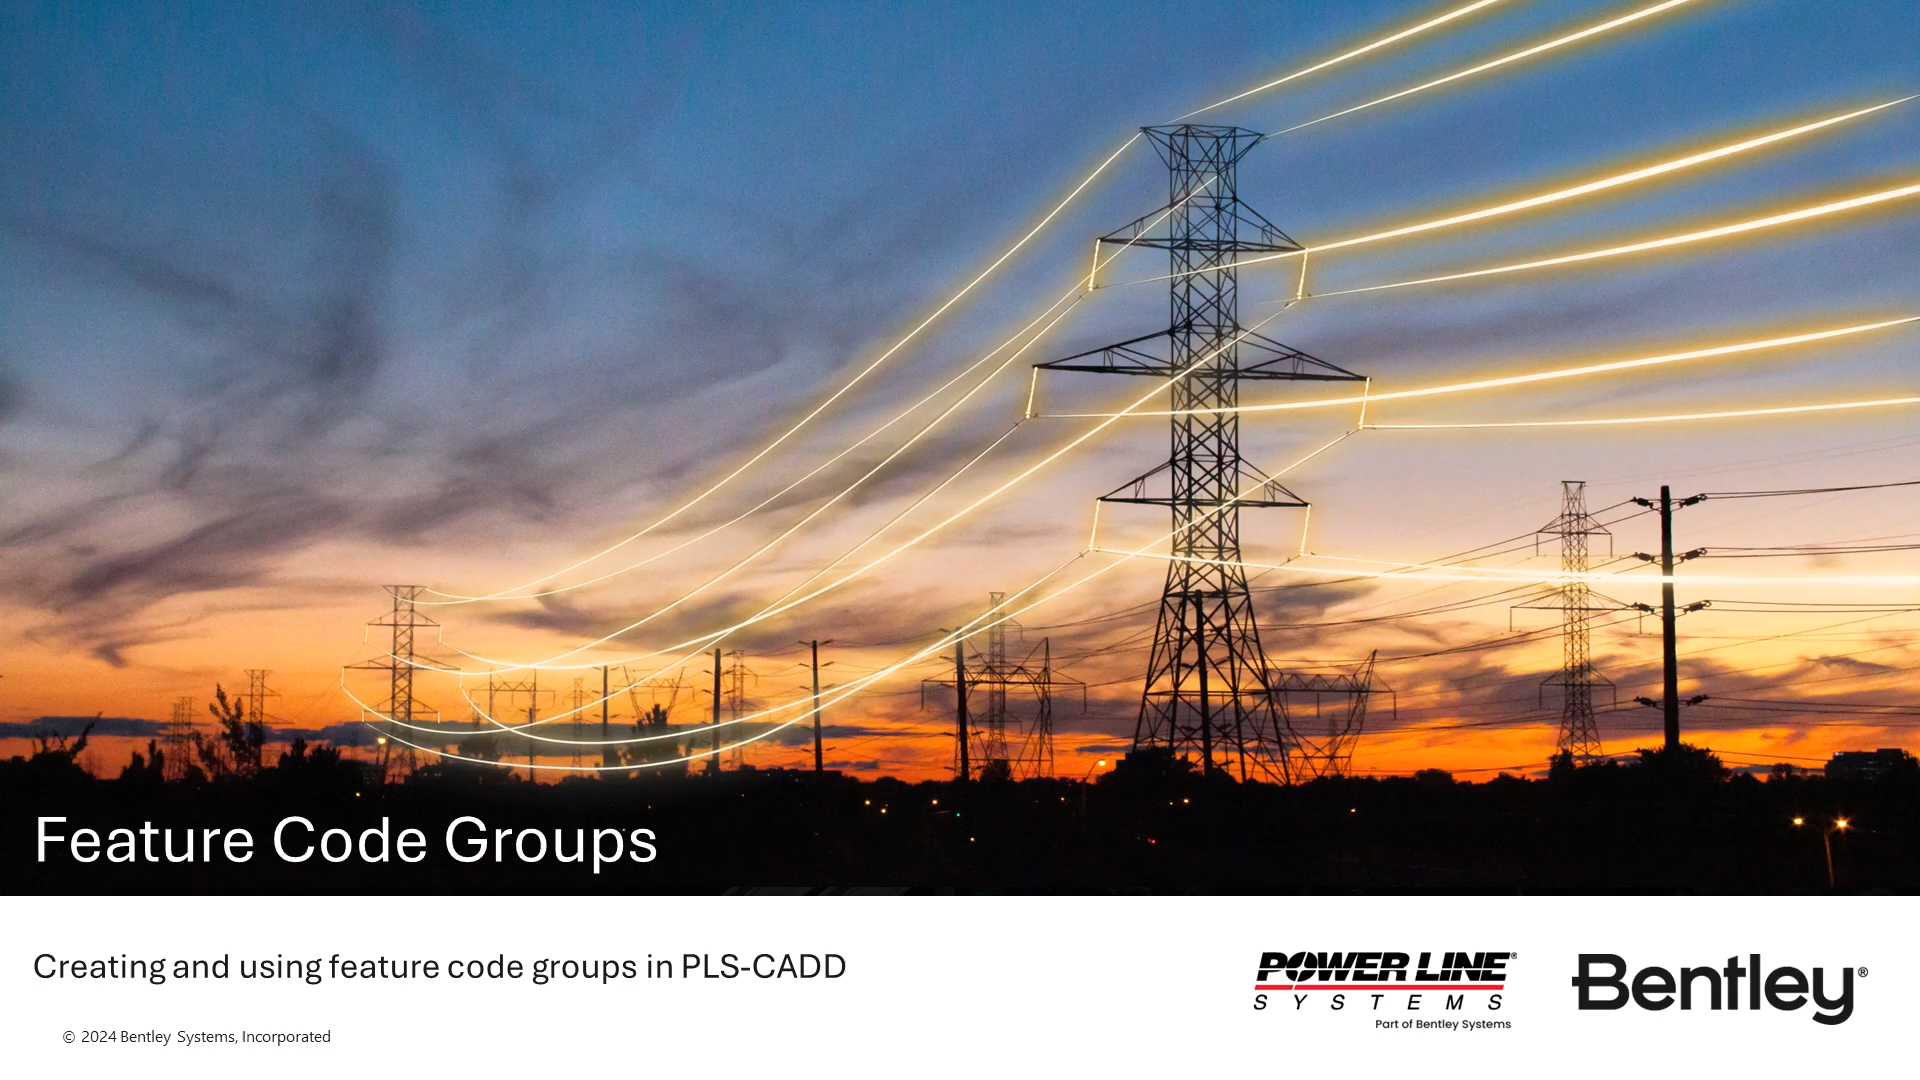 Feature Code Groups
Creating and using feature code groups in PLS-CADD
POWER LINE®
SYSTEMS
Part of Bentley Systems
Bentley®
© 2024 Bentley Systems, Incorporated